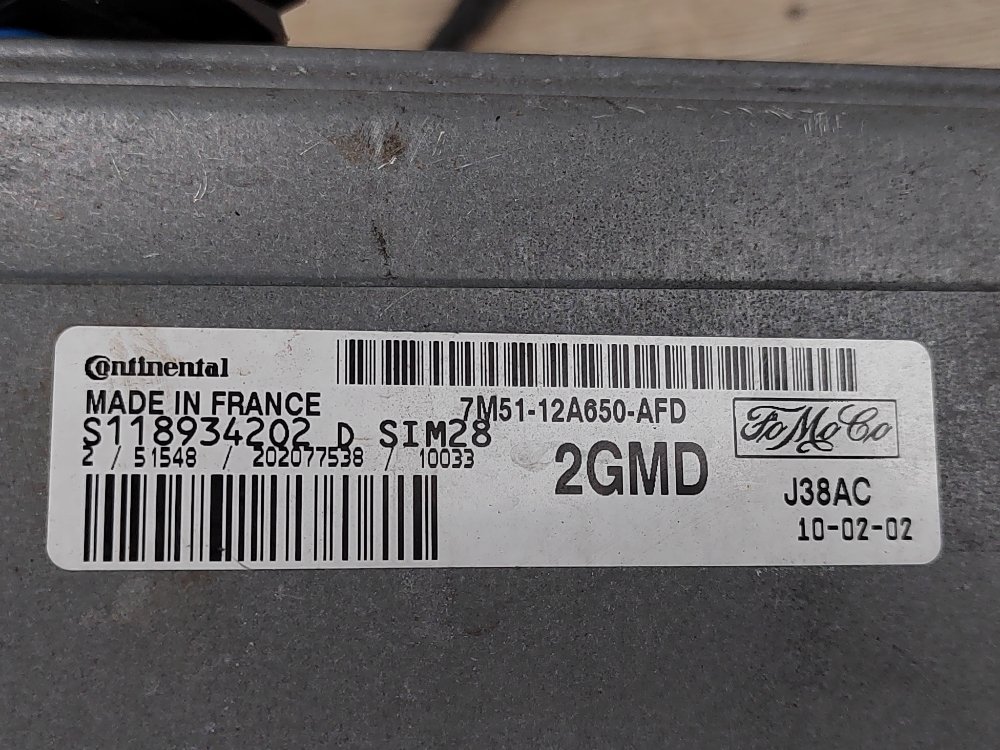 Continental
MADE IN FRANCE
7M51-12A650-AFD
FoMoCo
S118934202 D SIM28
2 / 51548 / 202077538 / 10033
2GMD
J38AC
10-02-02